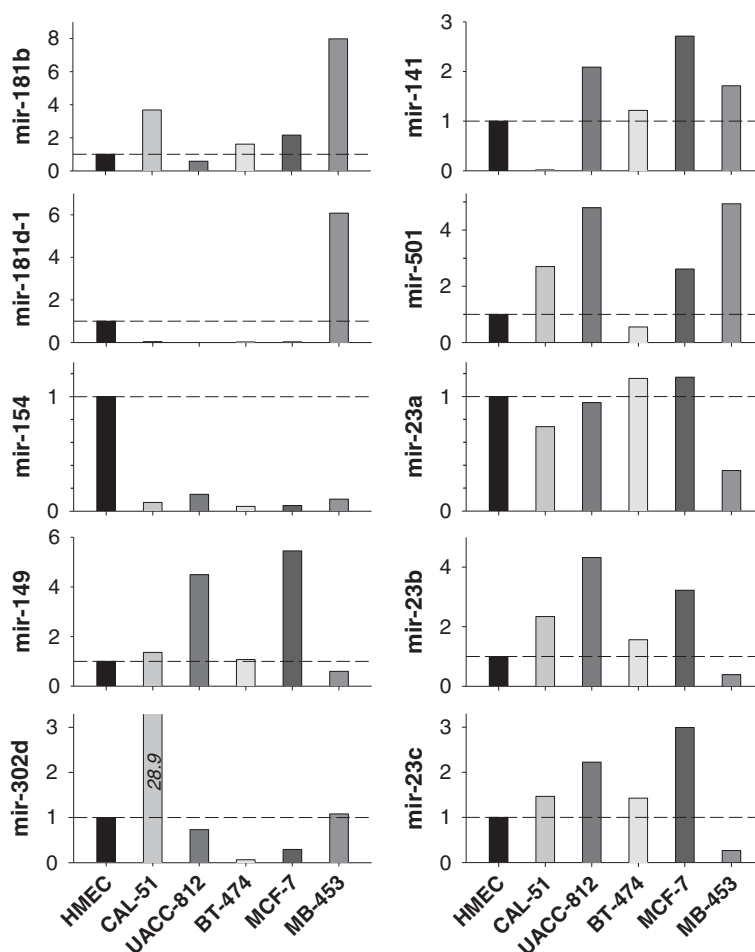 mir-181b
8
6
4
2
0
mir-141
3
2
1
0
mir-181d-1
6
4
2
1
0
mir-501
4
2
1
0
mir-154
1
0
mir-23a
1
0
mir-149
6
4
2
1
0
mir-23b
4
2
1
0
mir-302d
3
2
1
0
28.9
mir-23c
3
2
1
0
HMEC
CAL-51
UACC-812
BT-474
MCF-7
MB-453
HMEC
CAL-51
UACC-812
BT-474
MCF-7
MB-453